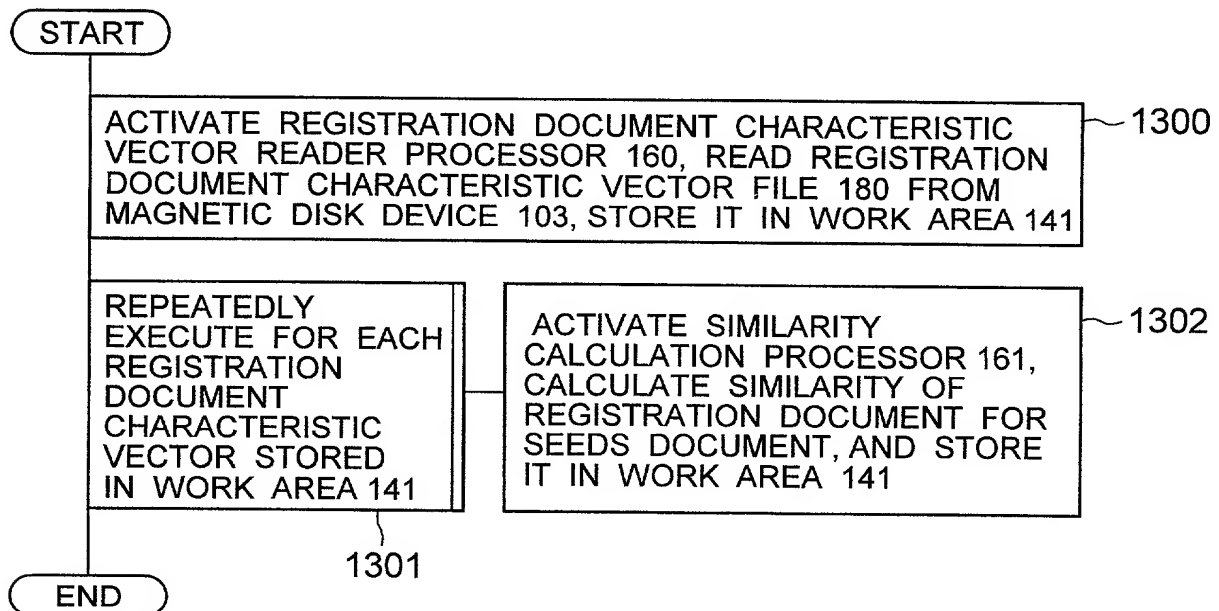 START
ACTIVATE REGISTRATION DOCUMENT CHARACTERISTIC
VECTOR READER PROCESSOR 160, READ REGISTRATION
DOCUMENT CHARACTERISTIC VECTOR FILE 180 FROM
MAGNETIC DISK DEVICE 103, STORE IT IN WORK AREA 141
1300
REPEATEDLY
EXECUTE FOR EACH
REGISTRATION
DOCUMENT
CHARACTERISTIC
VECTOR STORED
IN WORK AREA 141
1301
ACTIVATE SIMILARITY
CALCULATION PROCESSOR 161,
CALCULATE SIMILARITY OF
REGISTRATION DOCUMENT FOR
SEEDS DOCUMENT, AND STORE
IT IN WORK AREA 141
1302
END